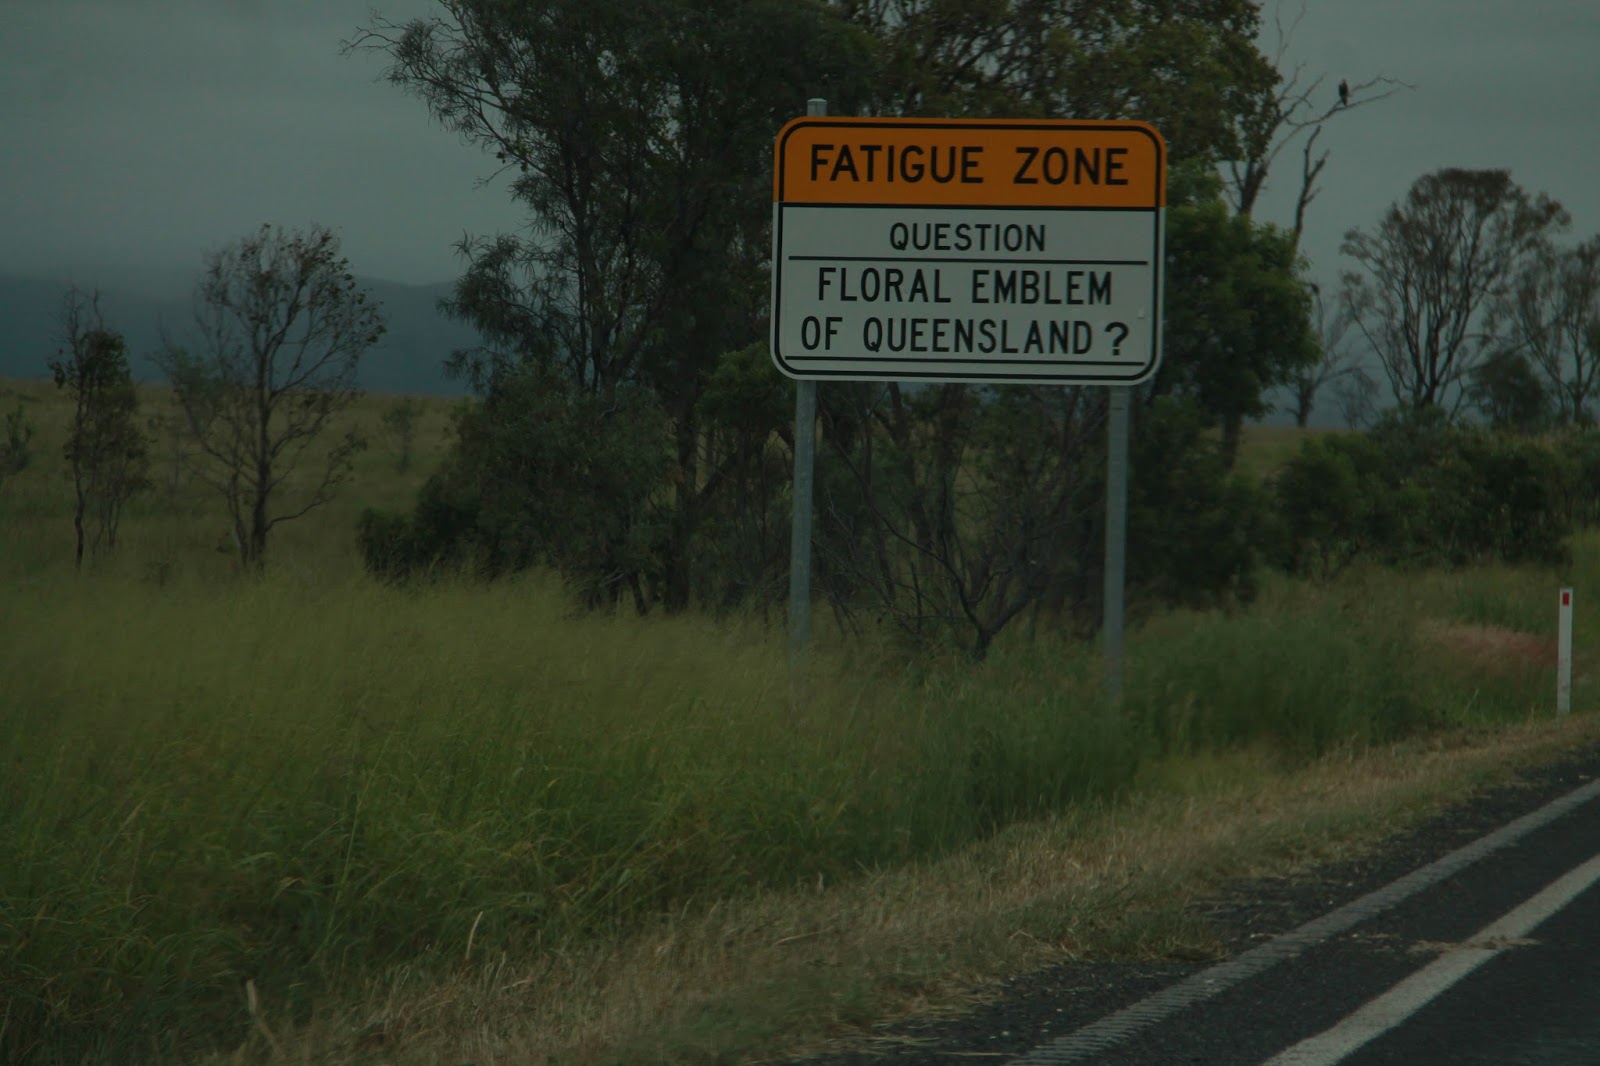 FATIGUE ZONE
QUESTION
FLORAL EMBLEM
OF QUEENSLAND?